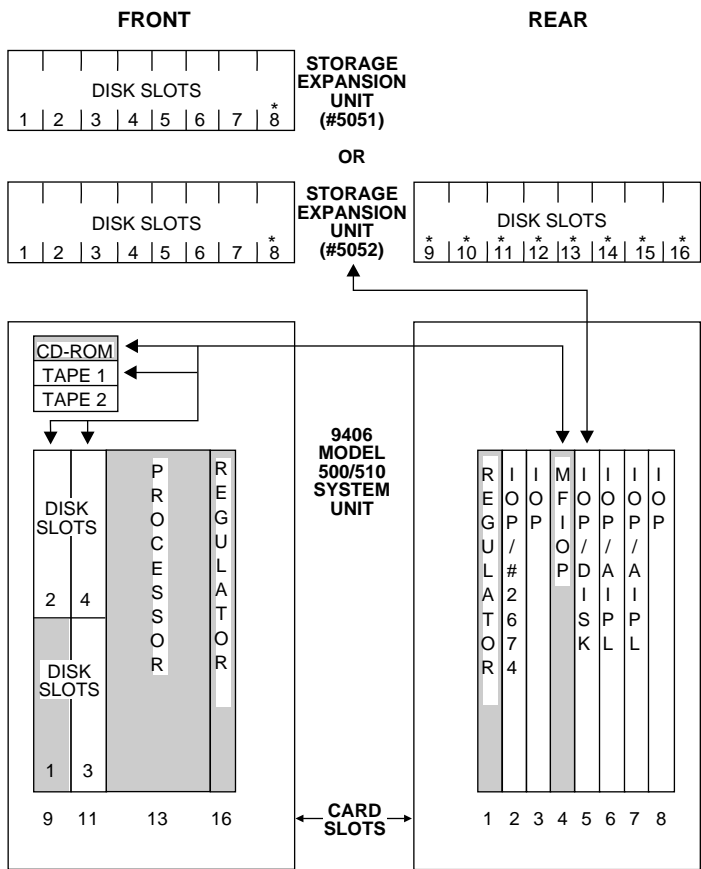 FRONT
REAR
DISK SLOTS
*
1 2 3 4 5 6 7 8
STORAGE
EXPANSION
UNIT
(#5051)
OR
DISK SLOTS
*
1 2 3 4 5 6 7 8
STORAGE
EXPANSION
UNIT
(#5052)
DISK SLOTS
* * * * * * * *
9 10 11 12 13 14 15 16
CD-ROM
TAPE 1
TAPE 2
DISK
SLOTS
2 4
DISK
SLOTS
1 3
PROCESSOR
REGULATOR
9 11 13 16
9406
MODEL
500/510
SYSTEM
UNIT
CARD
SLOTS
REGULATOR
IOP/#2674
IOP
MFIOP
IOP/DISK
IOP/AIPL
IOP/AIPL
IOP
1 2 3 4 5 6 7 8